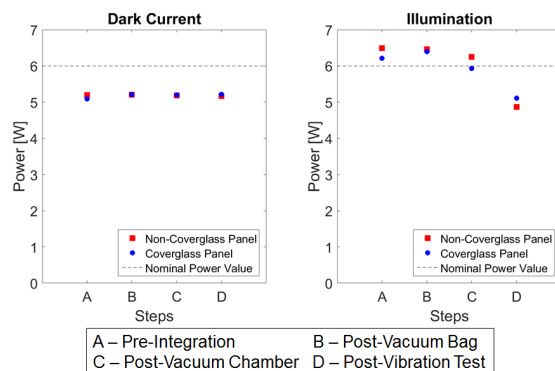 Dark Current
Power [W]
7
6
5
4
3
2
1
0
Non-Coverglass Panel
Coverglass Panel
Nominal Power Value
A B C D
Steps
Illumination
Power [W]
7
6
5
4
3
2
1
0
Non-Coverglass Panel
Coverglass Panel
Nominal Power Value
A B C D
Steps
A – Pre-Integration B – Post-Vacuum Bag
C – Post-Vacuum Chamber D – Post-Vibration Test